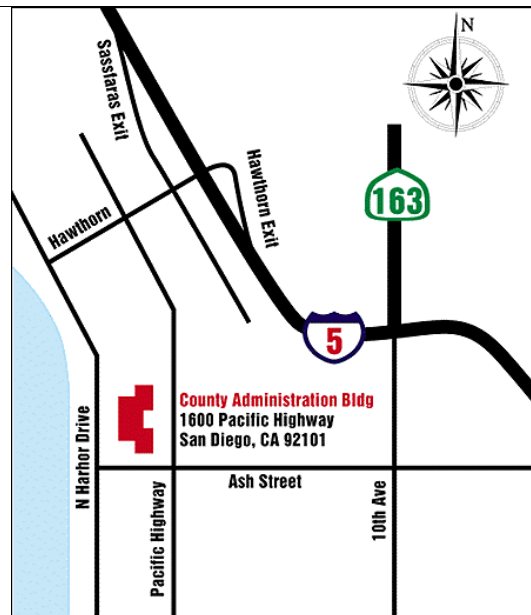 N
Sassfaras Exit
Hawthorn Exit
Hawthorn
163
5
County Administration Bldg
1600 Pacific Highway
San Diego, CA 92101
N Harbor Drive
Ash Street
Pacific Highway
10th Ave